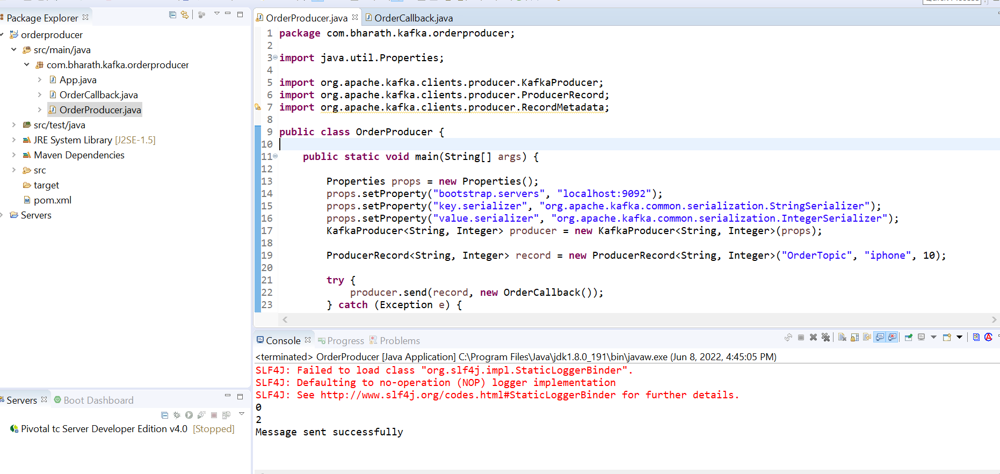 Package Explorer
orderproducer
src/main/java
com.bharath.kafka.orderproducer
App.java
OrderCallback.java
OrderProducer.java
src/test/java
JRE System Library [J2SE-1.5]
Maven Dependencies
src
target
pom.xml
Servers
Servers
Boot Dashboard
Pivotal tc Server Developer Edition v4.0 [Stopped]
OrderProducer.java
OrderCallback.java
1 package com.bharath.kafka.orderproducer;
2
3 import java.util.Properties;
4
5 import org.apache.kafka.clients.producer.KafkaProducer;
6 import org.apache.kafka.clients.producer.ProducerRecord;
7 import org.apache.kafka.clients.producer.RecordMetadata;
8
9 public class OrderProducer {
10
11 public static void main(String[] args) {
12
13 Properties props = new Properties();
14 props.setProperty("bootstrap.servers", "localhost:9092");
15 props.setProperty("key.serializer", "org.apache.kafka.common.serialization.StringSerializer");
16 props.setProperty("value.serializer", "org.apache.kafka.common.serialization.IntegerSerializer");
17 KafkaProducer<String, Integer> producer = new KafkaProducer<String, Integer>(props);
18
19 ProducerRecord<String, Integer> record = new ProducerRecord<String, Integer>("OrderTopic", "iphone", 10);
20
21 try {
22 producer.send(record, new OrderCallback());
23 } catch (Exception e) {
Console
Progress
Problems
<terminated> OrderProducer [Java Application] C:\Program Files\Java\jdk1.8.0_191\bin\javaw.exe (Jun 8, 2022, 4:45:05 PM)
SLF4J: Failed to load class "org.slf4j.impl.StaticLoggerBinder".
SLF4J: Defaulting to no-operation (NOP) logger implementation
SLF4J: See http://www.slf4j.org/codes.html#StaticLoggerBinder for further details.
0
2
Message sent successfully